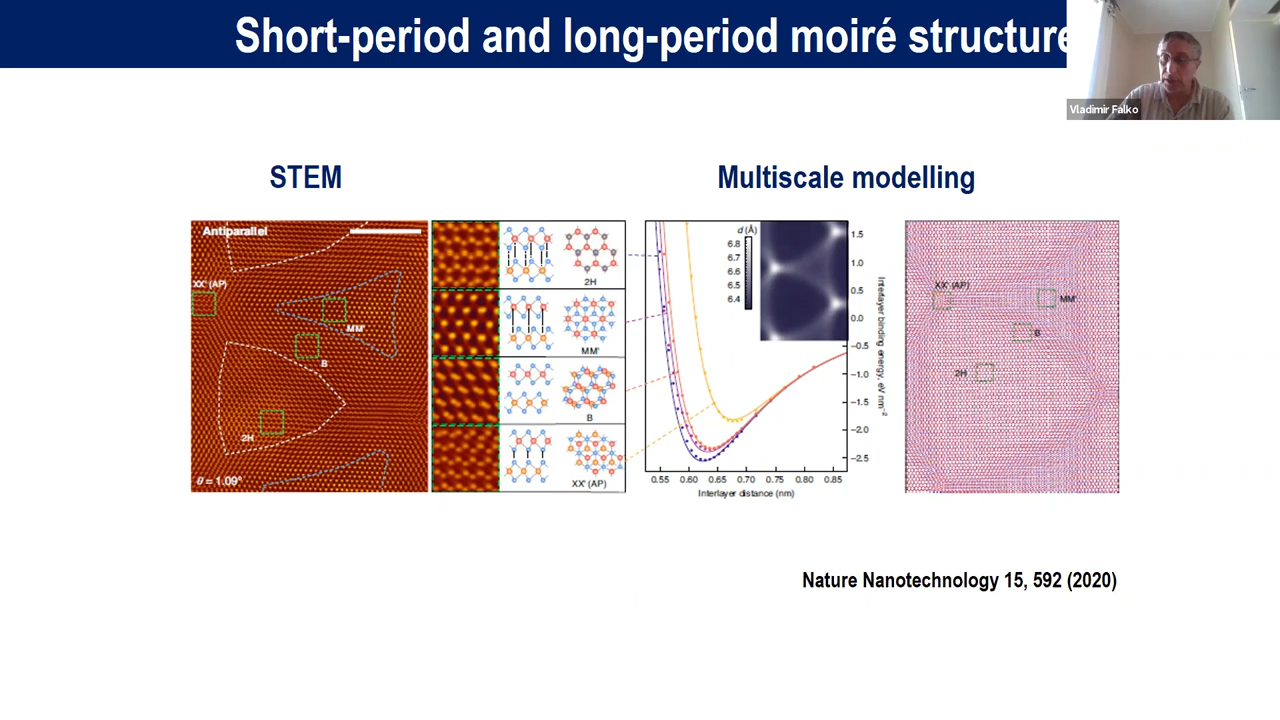 Short-period and long-period moiré structure
Vladimir Falko
STEM
Multiscale modelling
Antiparallel
XX' (AP)
MM'
B
2H
θ = 1.09°
2H
MM'
B
XX' (AP)
d (Å)
6.8
6.7
6.6
6.5
6.4
1.5
1.0
0.5
0.0
–0.5
–1.0
–1.5
–2.0
–2.5
Interlayer binding energy, eV nm⁻²
0.55 0.60 0.65 0.70 0.75 0.80 0.85
Interlayer distance (nm)
XX' (AP)
MM'
B
2H
Nature Nanotechnology 15, 592 (2020)